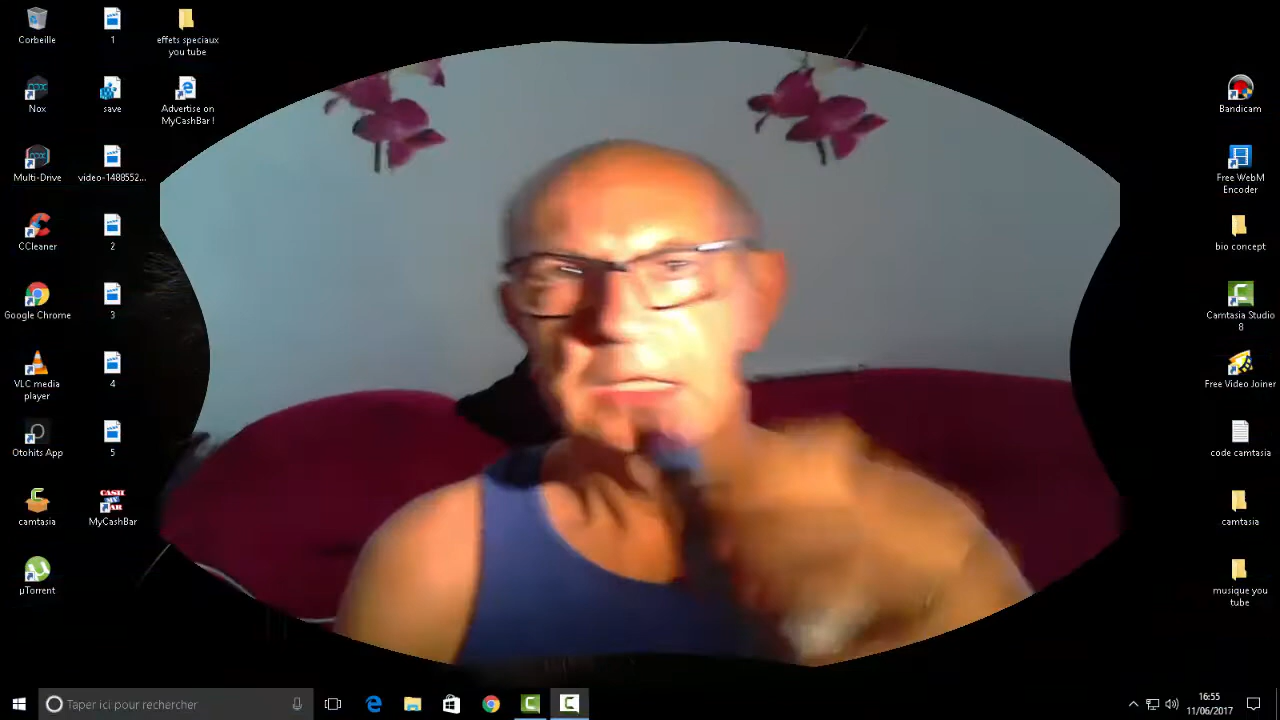 Corbeille
1
effets speciaux
you tube
Nox
save
Advertise on
MyCashBar !
Multi-Drive
video-1488552...
CCleaner
2
Google Chrome
3
VLC media
player
4
Otohits App
5
camtasia
CASH
MY
BAR
MyCashBar
µTorrent
Bandicam
Free WebM
Encoder
bio concept
Camtasia Studio
8
Free Video Joiner
code camtasia
camtasia
musique you
tube
Taper ici pour rechercher
16:55
11/06/2017